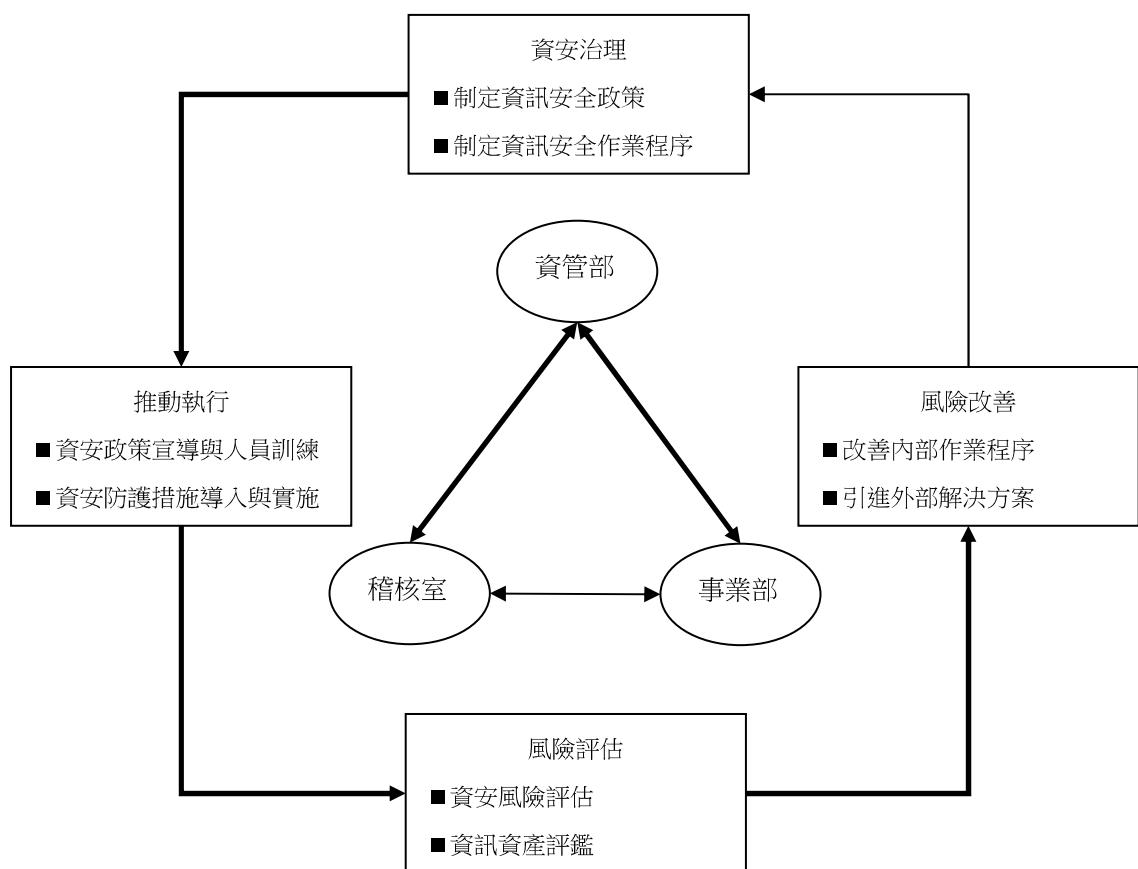 資安治理
■制定資訊安全政策
■制定資訊安全作業程序
資管部
推動執行
■資安政策宣導與人員訓練
■資安防護措施導入與實施
風險改善
■改善內部作業程序
■引進外部解決方案
稽核室
事業部
風險評估
■資安風險評估
■資訊資產評鑑